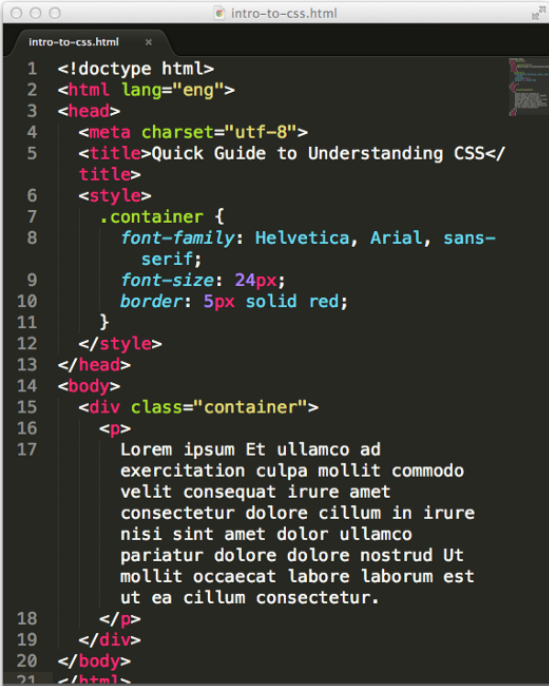 intro-to-css.html
intro-to-css.html ×
1 <!doctype html>
2 <html lang="eng">
3 <head>
4 <meta charset="utf-8">
5 <title>Quick Guide to Understanding CSS</
title>
6 <style>
7 .container {
8 font-family: Helvetica, Arial, sans-
serif;
9 font-size: 24px;
10 border: 5px solid red;
11 }
12 </style>
13 </head>
14 <body>
15 <div class="container">
16 <p>
17 Lorem ipsum Et ullamco ad
exercitation culpa mollit commodo
velit consequat irure amet
consectetur dolore cillum in irure
nisi sint amet dolor ullamco
pariatur dolore dolore nostrud Ut
mollit occaecat labore laborum est
ut ea cillum consectetur.
18 </p>
19 </div>
20 </body>
21 </html>